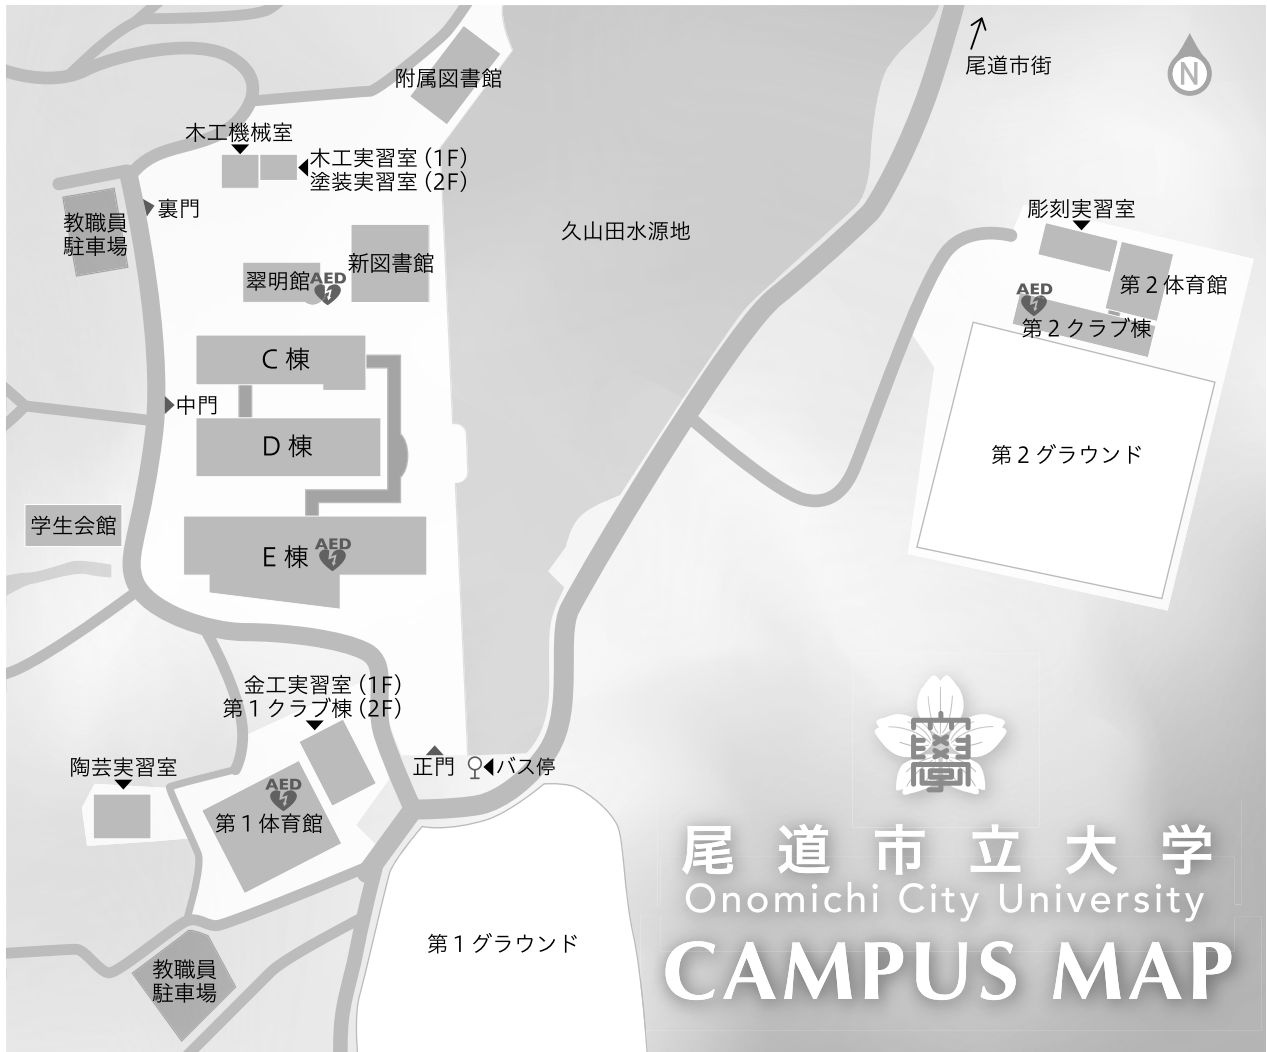 尾道市街
N
附属図書館
木工機械室
木工実習室(1F)
塗装実習室(2F)
裏門
教職員
駐車場
久山田水源地
彫刻実習室
新図書館
翠明館
AED
第2体育館
AED
第2クラブ棟
C棟
中門
D棟
第2グラウンド
学生会館
E棟
AED
金工実習室(1F)
第1クラブ棟(2F)
陶芸実習室
正門
バス停
AED
第1体育館
第1グラウンド
教職員
駐車場
尾道市立大学
Onomichi City University
CAMPUS MAP